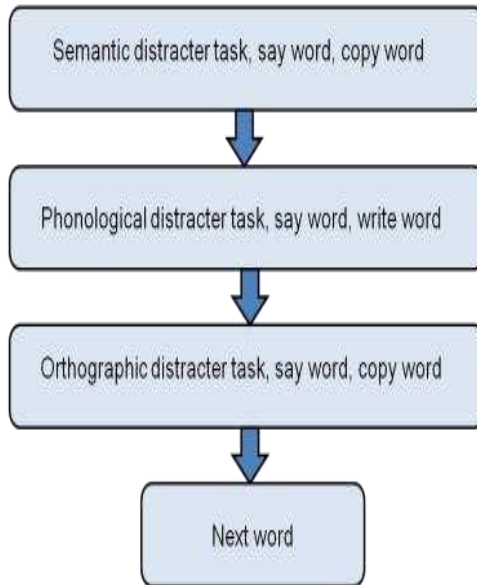 Semantic distracter task, say word, copy word
Phonological distracter task, say word, write word
Orthographic distracter task, say word, copy word
Next word